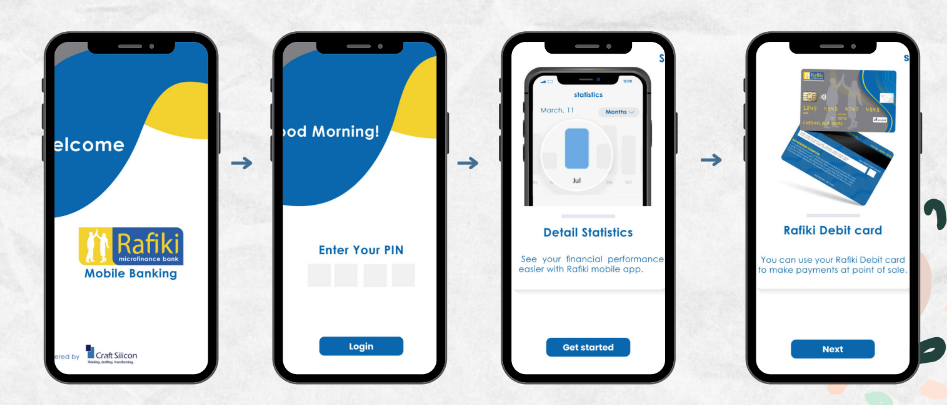 elcome
Rafiki
microfinance bank
Mobile Banking
ered by
Craft Silicon
ood Morning!
Enter Your PIN
Login
S
statistics
March, 11
Months
Jul
Detail Statistics
See your financial performance
easier with Rafiki mobile app.
Get started
S
Rafiki
Rafiki Debit card
You can use your Rafiki Debit card
to make payments at point of sale.
Next